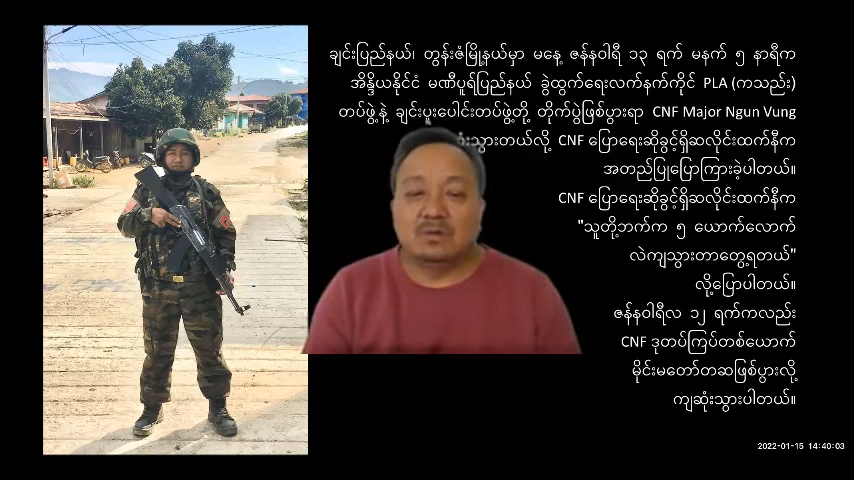 ချင်းပြည်နယ်၊ တွန်းဇံမြို့နယ်မှာ မနေ့ ဇန်နဝါရီ ၁၃ ရက် မနက် ၅ နာရီက
အိန္ဒိယနိုင်ငံ မဏီပူရ်ပြည်နယ် ခွဲထွက်ရေးလက်နက်ကိုင် PLA (ကသည်း)
တပ်ဖွဲ့နဲ့ ချင်းပူးပေါင်းတပ်ဖွဲ့တို့ တိုက်ပွဲဖြစ်ပွားရာ CNF Major Ngun Vung
သွားတယ်လို့ CNF ပြောရေးဆိုခွင့်ရှိဆလိုင်းထက်နီက
အတည်ပြုပြောကြားခဲ့ပါတယ်။
CNF ပြောရေးဆိုခွင့်ရှိဆလိုင်းထက်နီက
"သူတို့ဘက်က ၅ ယောက်လောက်
လဲကျသွားတာတွေ့ရတယ်"
လို့ပြောပါတယ်။
ဇန်နဝါရီလ ၁၂ ရက်ကလည်း
CNF ဒုတပ်ကြပ်တစ်ယောက်
မိုင်းမတော်တဆဖြစ်ပွားလို့
ကျဆုံးသွားပါတယ်။
2022-01-15 14:40:03